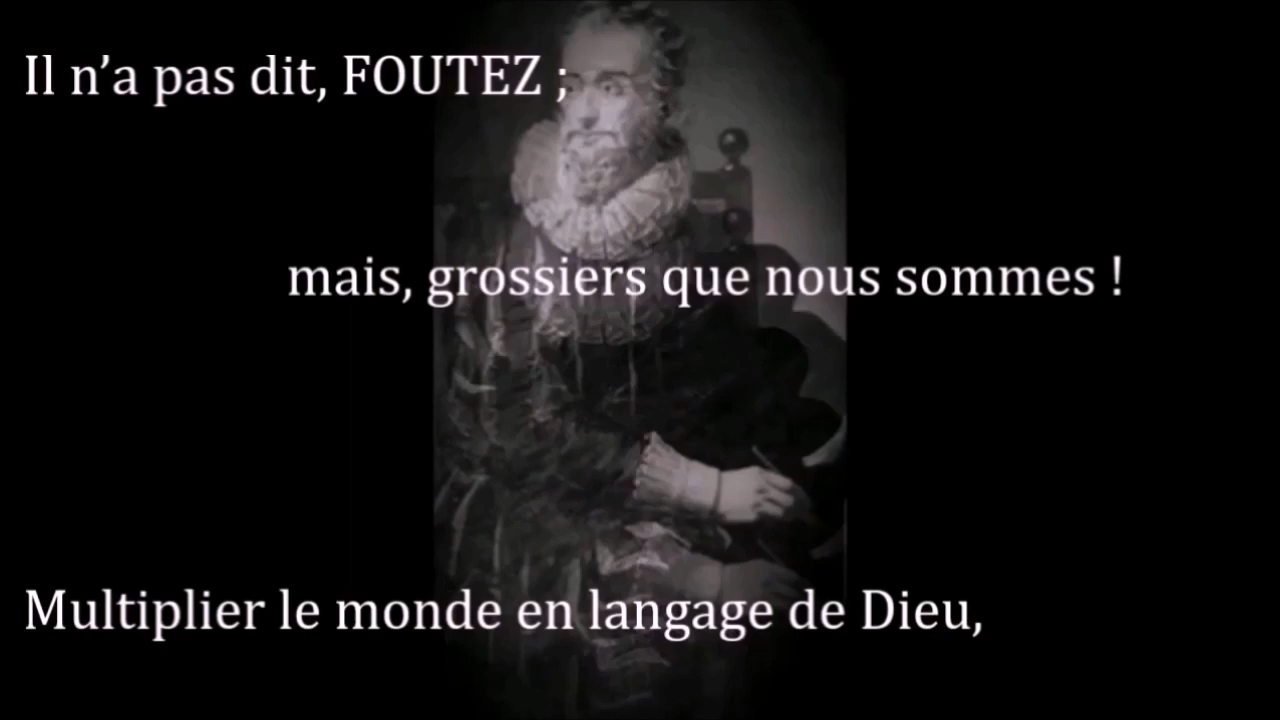 Il n’a pas dit, FOUTEZ ;
mais, grossiers que nous sommes !
Multiplier le monde en langage de Dieu,